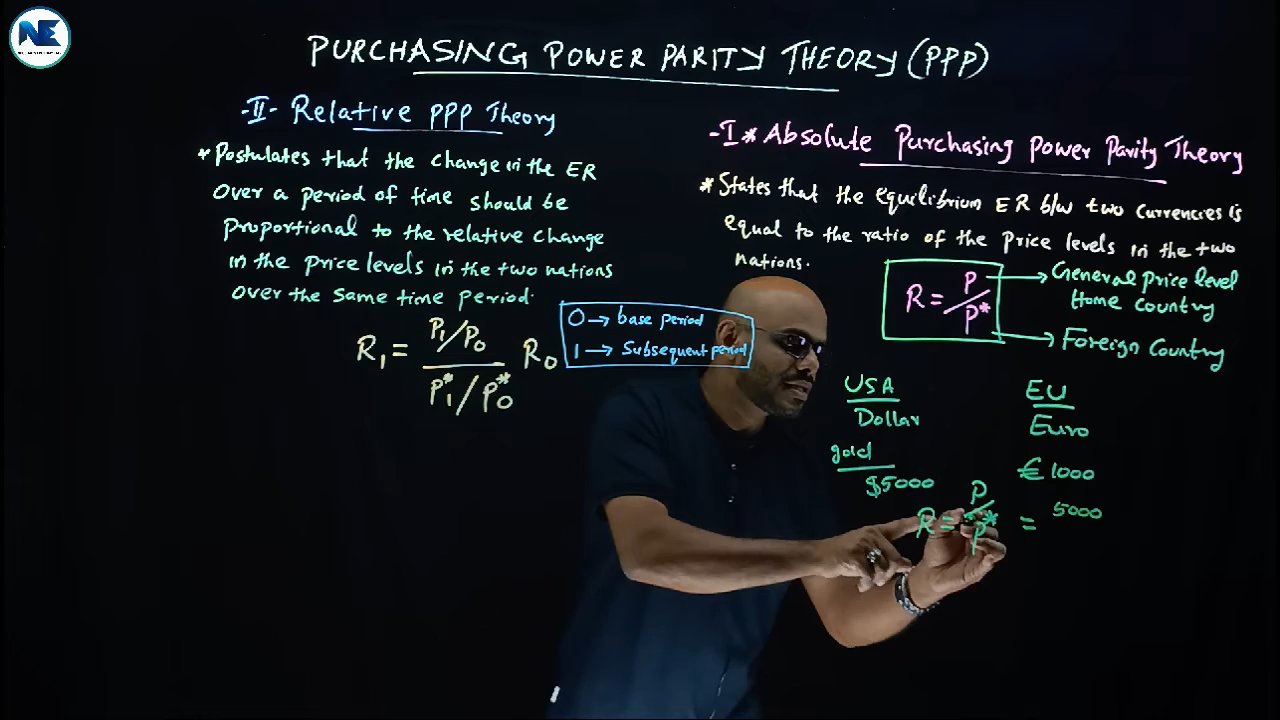 NE
PURCHASING POWER PARITY THEORY (PPP)
-II- Relative PPP Theory
*Postulates that the change in the ER
Over a period of time should be
Proportional to the relative change
in the price levels in the two nations
over the same time period.
R₁ = P₁/P₀ / P₁*/P₀* R₀
0 → base period
1 → Subsequent period
-I* Absolute Purchasing Power Parity Theory
*States that the equilibrium ER b/w two currencies is
equal to the ratio of the price levels in the two
nations.
R = P/P*
General price level
Home country
Foreign Country
USA
Dollar
gold
$5000
EU
Euro
€1000
R = P/P* = 5000